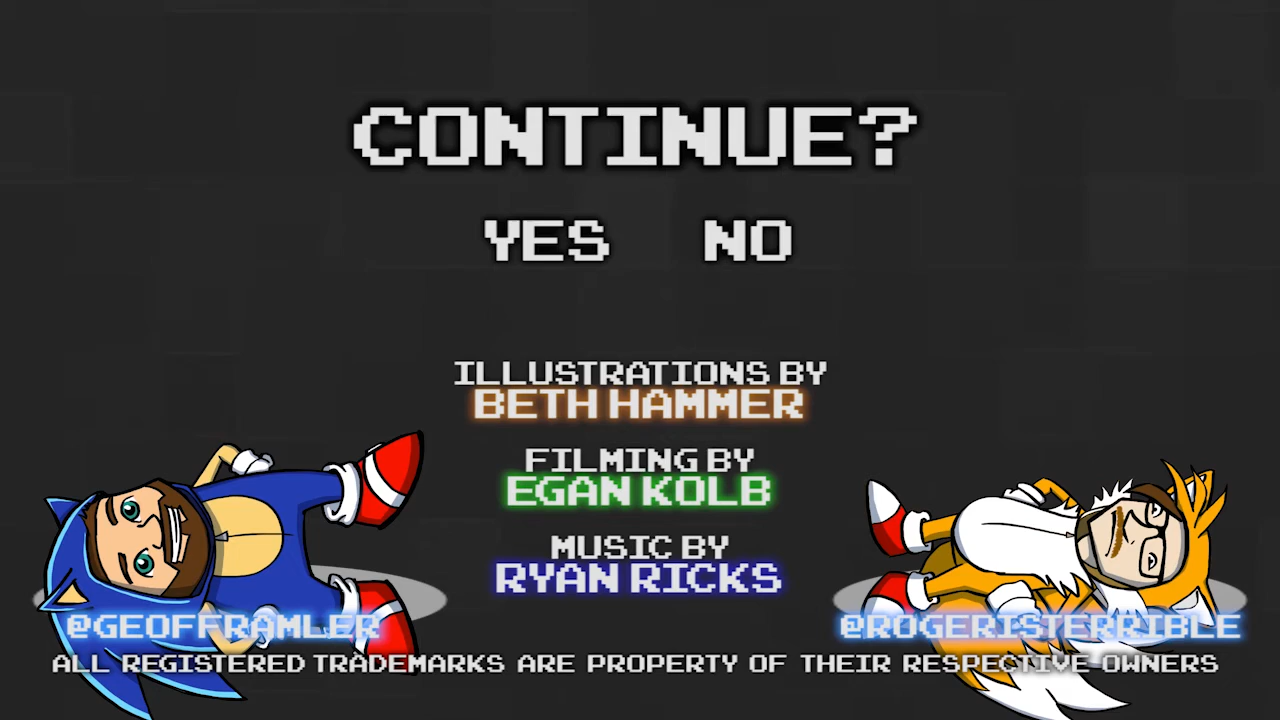 CONTINUE?
YES NO
ILLUSTRATIONS BY
BETH HAMMER
FILMING BY
EGAN KOLB
MUSIC BY
RYAN RICKS
@GEOFFRAMLER
@ROGERISTERRIBLE
ALL REGISTERED TRADEMARKS ARE PROPERTY OF THEIR RESPECTIVE OWNERS